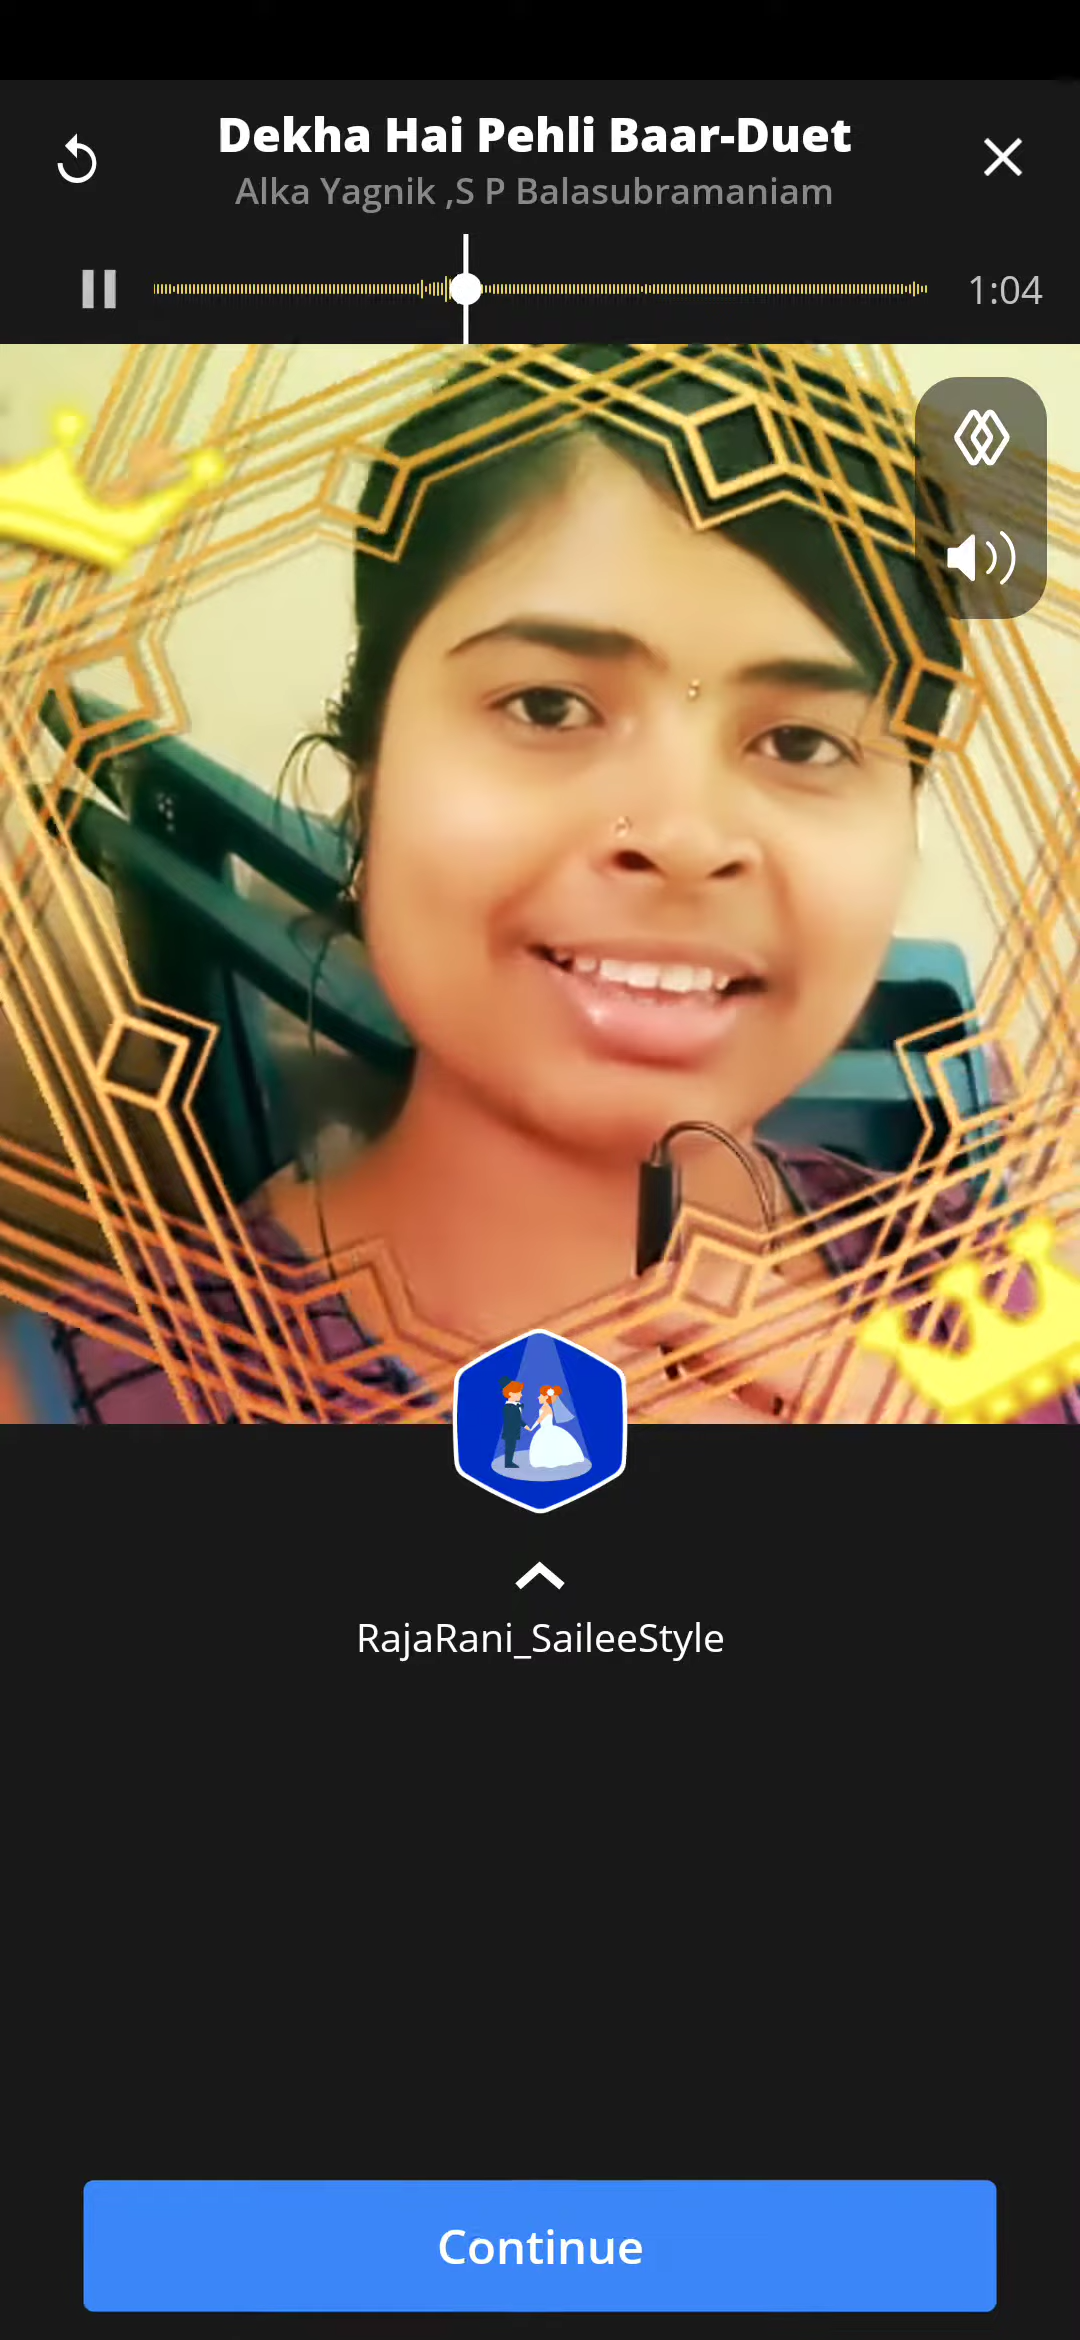 Dekha Hai Pehli Baar-Duet
Alka Yagnik ,S P Balasubramaniam
1:04
RajaRani_SaileeStyle
Continue